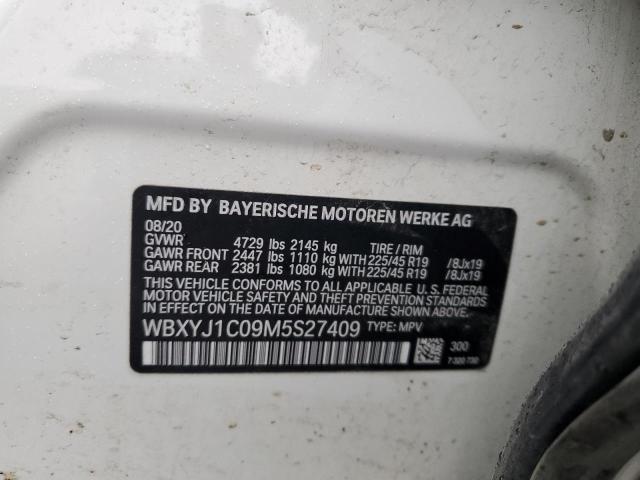 MFD BY BAYERISCHE MOTOREN WERKE AG
08/20
GVWR 4729 lbs 2145 kg TIRE / RIM
GAWR FRONT 2447 lbs 1110 kg WITH 225/45 R19 /8Jx19
GAWR REAR 2381 lbs 1080 kg WITH 225/45 R19 /8Jx19
THIS VEHICLE CONFORMS TO ALL APPLICABLE U.S. FEDERAL
MOTOR VEHICLE SAFETY AND THEFT PREVENTION STANDARDS
IN EFFECT ON THE DATE OF MANUFACTURE SHOWN ABOVE.
WBXYJ1C09M5S27409 TYPE: MPV
300
7 320 730